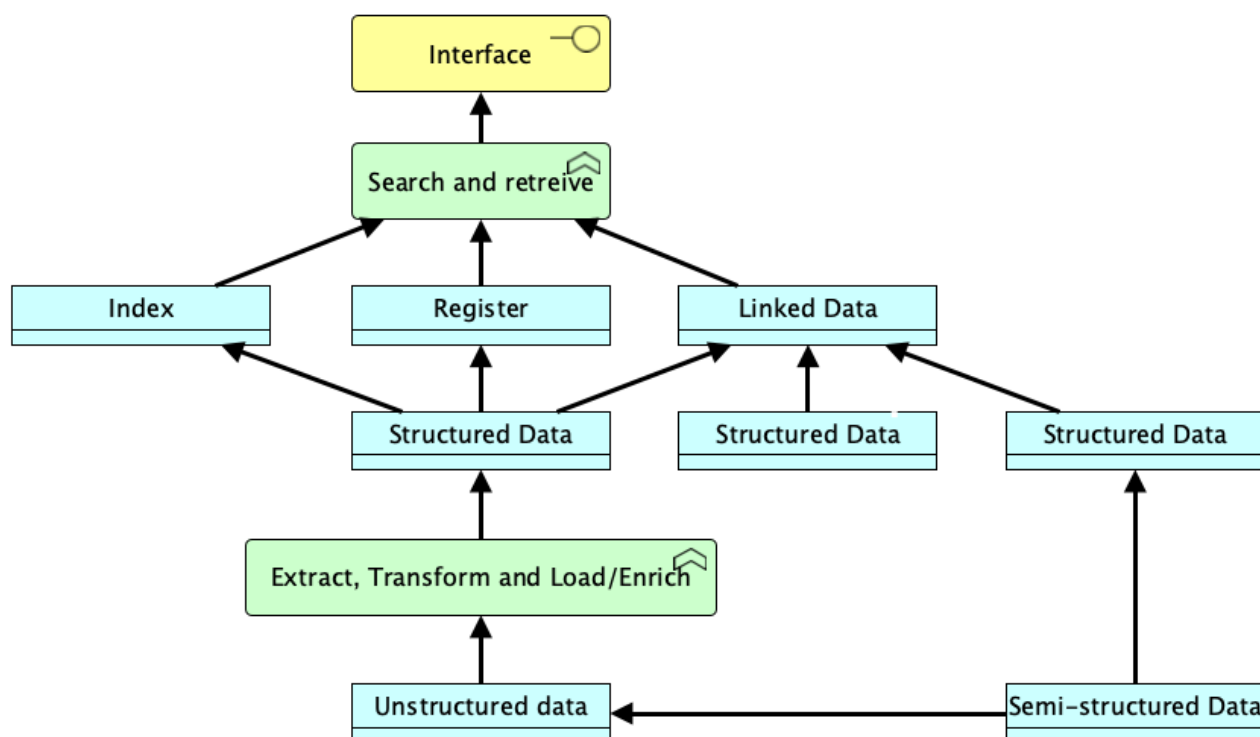 Interface
Search and retreive
Index
Register
Linked Data
Structured Data
Structured Data
Structured Data
Extract, Transform and Load/Enrich
Unstructured data
Semi-structured Data